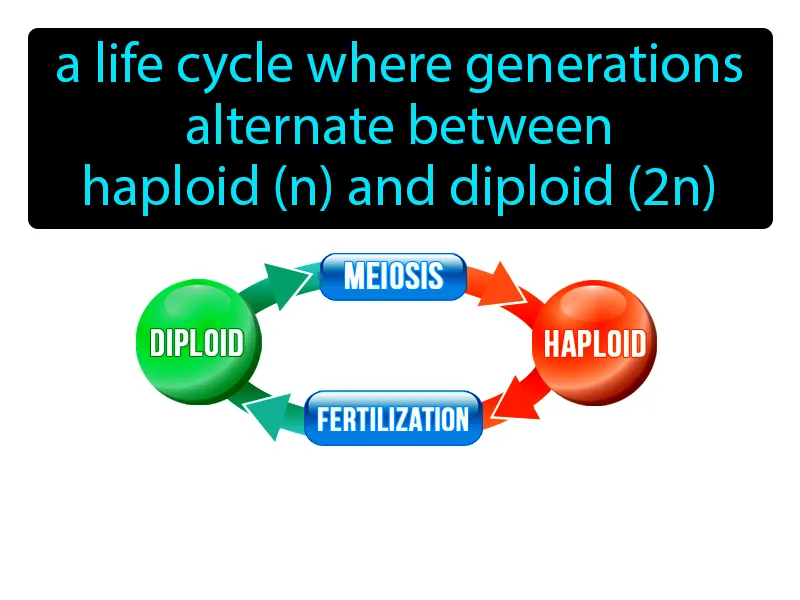 a life cycle where generations
alternate between
haploid (n) and diploid (2n)
MEIOSIS
DIPLOID
HAPLOID
FERTILIZATION